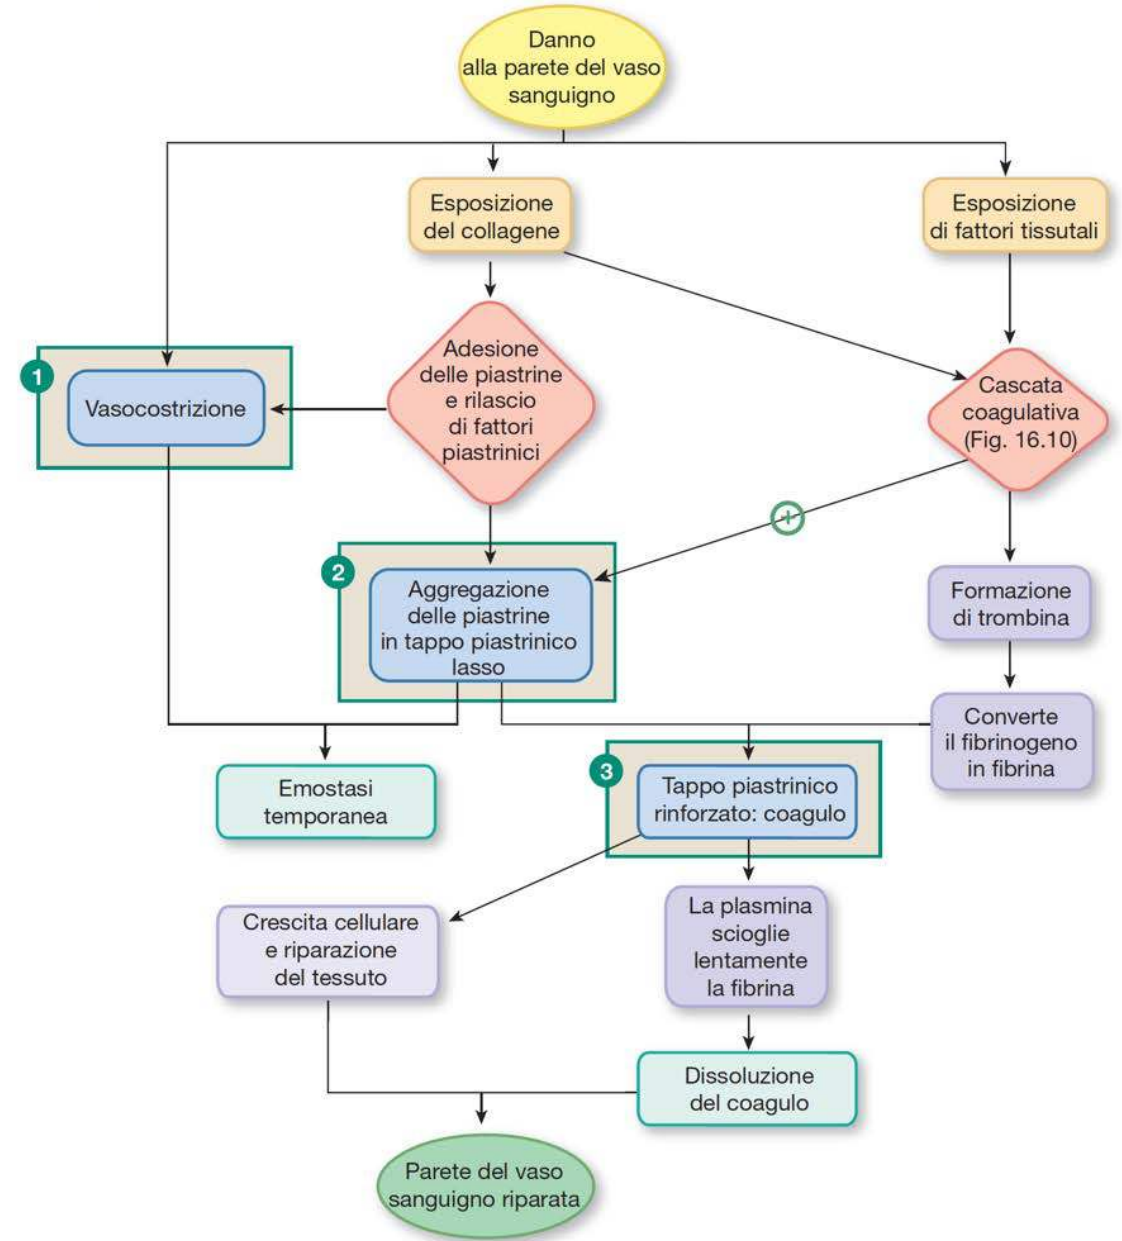 Danno
alla parete del vaso
sanguigno
Esposizione
del collagene
Esposizione
di fattori tissutali
1
Vasocostrizione
Adesione
delle piastrine
e rilascio
di fattori
piastrinici
Cascata
coagulativa
(Fig. 16.10)
+
2
Aggregazione
delle piastrine
in tappo piastrinico
lasso
Formazione
di trombina
Converte
il fibrinogeno
in fibrina
Emostasi
temporanea
3
Tappo piastrinico
rinforzato: coagulo
Crescita cellulare
e riparazione
del tessuto
La plasmina
scioglie
lentamente
la fibrina
Dissoluzione
del coagulo
Parete del vaso
sanguigno riparata